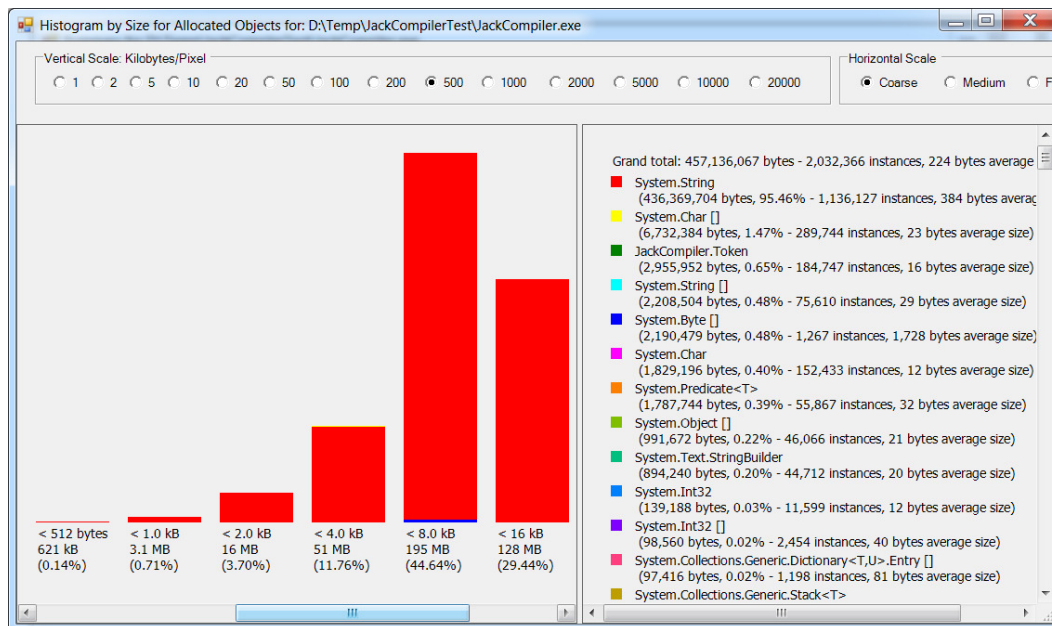 Histogram by Size for Allocated Objects for: D:\Temp\JackCompilerTest\JackCompiler.exe
Vertical Scale: Kilobytes/Pixel
1 2 5 10 20 50 100 200 500 1000 2000 5000 10000 20000
Horizontal Scale
Coarse Medium F
< 512 bytes
621 kB
(0.14%)
< 1.0 kB
3.1 MB
(0.71%)
< 2.0 kB
16 MB
(3.70%)
< 4.0 kB
51 MB
(11.76%)
< 8.0 kB
195 MB
(44.64%)
< 16 kB
128 MB
(29.44%)
Grand total: 457,136,067 bytes - 2,032,366 instances, 224 bytes average
System.String
(436,369,704 bytes, 95.46% - 1,136,127 instances, 384 bytes averag
System.Char []
(6,732,384 bytes, 1.47% - 289,744 instances, 23 bytes average size)
JackCompiler.Token
(2,955,952 bytes, 0.65% - 184,747 instances, 16 bytes average size)
System.String []
(2,208,504 bytes, 0.48% - 75,610 instances, 29 bytes average size)
System.Byte []
(2,190,479 bytes, 0.48% - 1,267 instances, 1,728 bytes average size)
System.Char
(1,829,196 bytes, 0.40% - 152,433 instances, 12 bytes average size)
System.Predicate<T>
(1,787,744 bytes, 0.39% - 55,867 instances, 32 bytes average size)
System.Object []
(991,672 bytes, 0.22% - 46,066 instances, 21 bytes average size)
System.Text.StringBuilder
(894,240 bytes, 0.20% - 44,712 instances, 20 bytes average size)
System.Int32
(139,188 bytes, 0.03% - 11,599 instances, 12 bytes average size)
System.Int32 []
(98,560 bytes, 0.02% - 2,454 instances, 40 bytes average size)
System.Collections.Generic.Dictionary<T,U>.Entry []
(97,416 bytes, 0.02% - 1,198 instances, 81 bytes average size)
System.Collections.Generic.Stack<T>